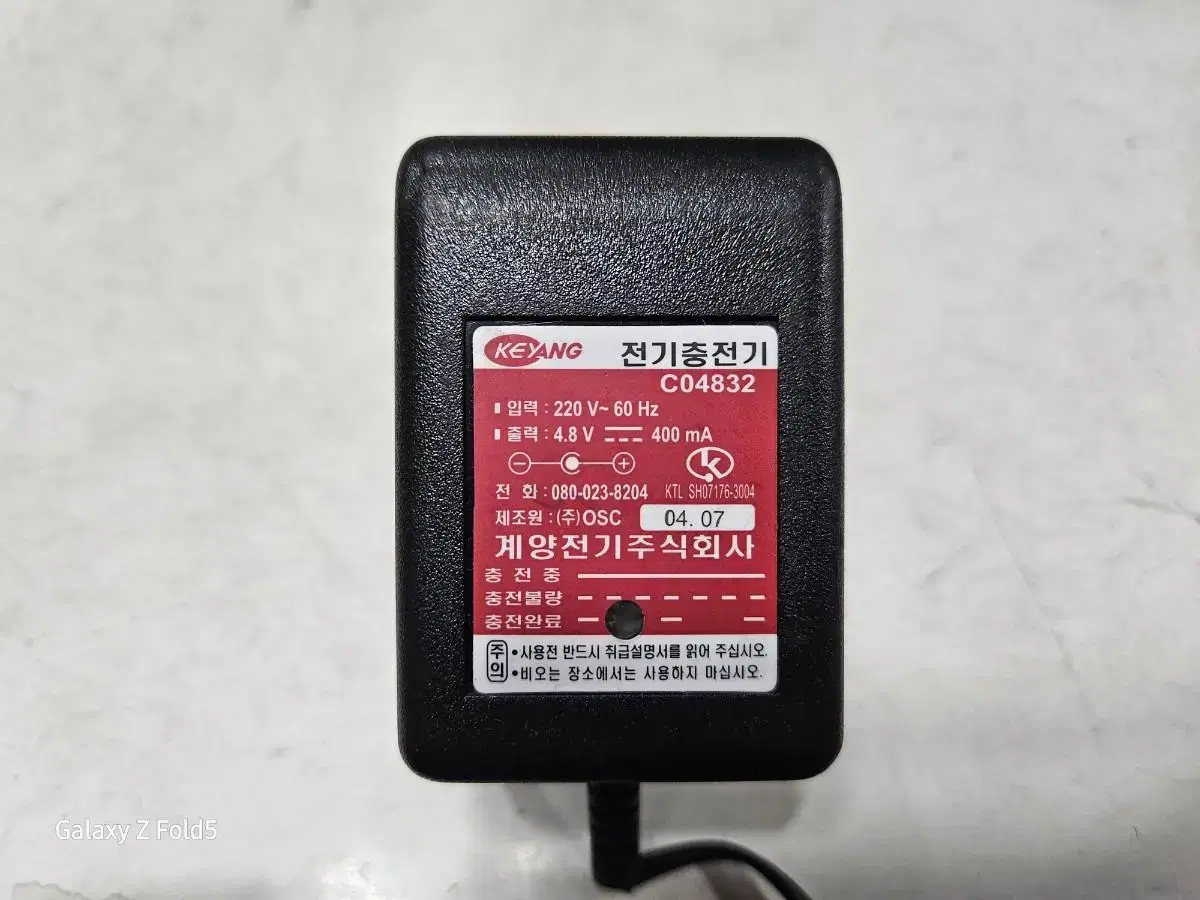 KEYANG 전기충전기
C04832
입력 : 220 V~ 60 Hz
출력 : 4.8 V 400 mA
전 화 : 080-023-8204 KTL SH07176-3004
제조원 : (주)OSC 04. 07
계양전기주식회사
충 전 중
충전불량
충전완료
주의
•사용전 반드시 취급설명서를 읽어 주십시오.
•비오는 장소에서는 사용하지 마십시오.
Galaxy Z Fold5